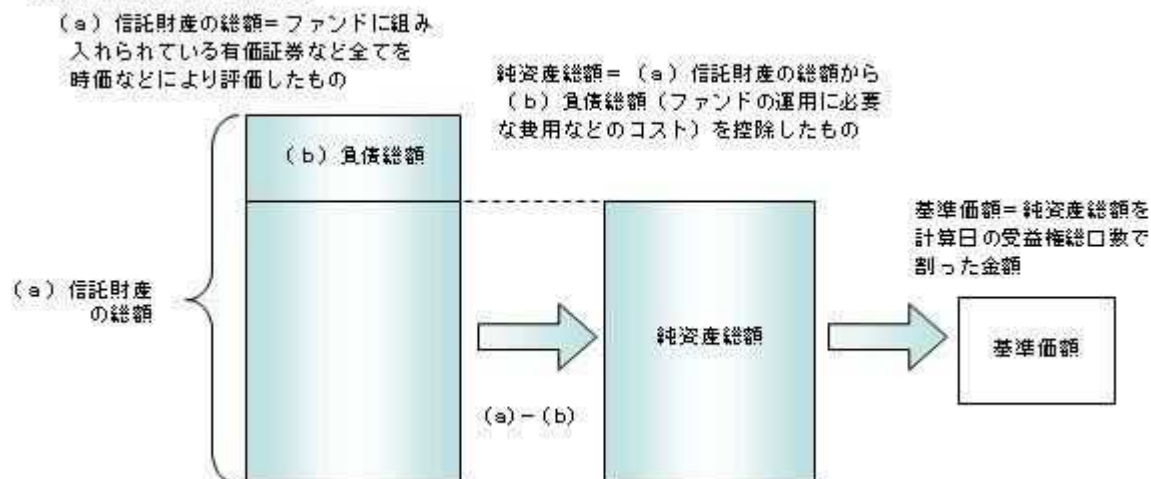 (a)信託財産の総額=ファンドに組み
入れられている有価証券など全てを
時価などにより評価したもの
純資産総額=(a)信託財産の総額から
(b)負債総額(ファンドの運用に必要
な費用などのコスト)を控除したもの
(b)負債総額
基準価額=純資産総額を
計算日の受益権総口数で
割った金額
(a)信託財産
の総額
純資産総額
基準価額
(a)-(b)